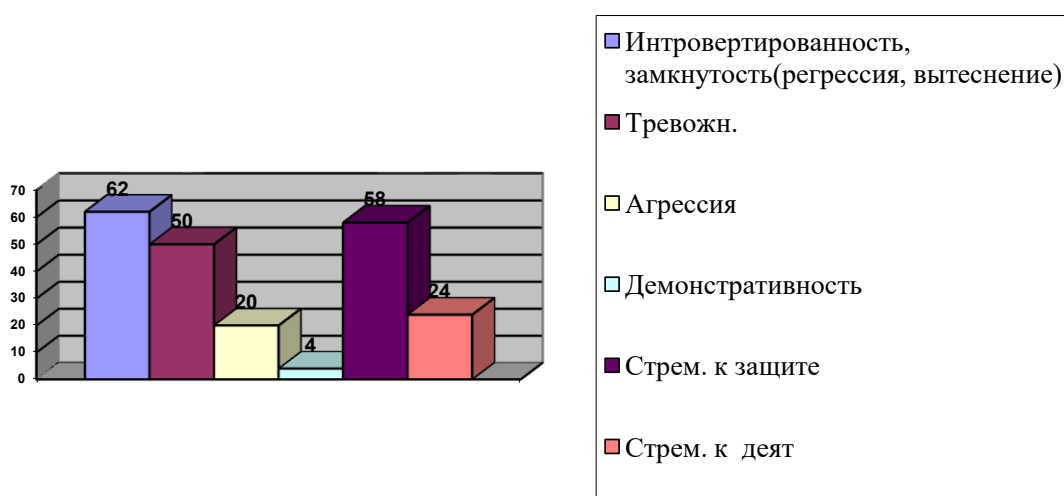 62
50
20
4
58
24
70
60
50
40
30
20
10
0
Интровертированность,
замкнутость(регрессия, вытеснение)
Тревожн.
Агрессия
Демонстративность
Стрем. к защите
Стрем. к деят